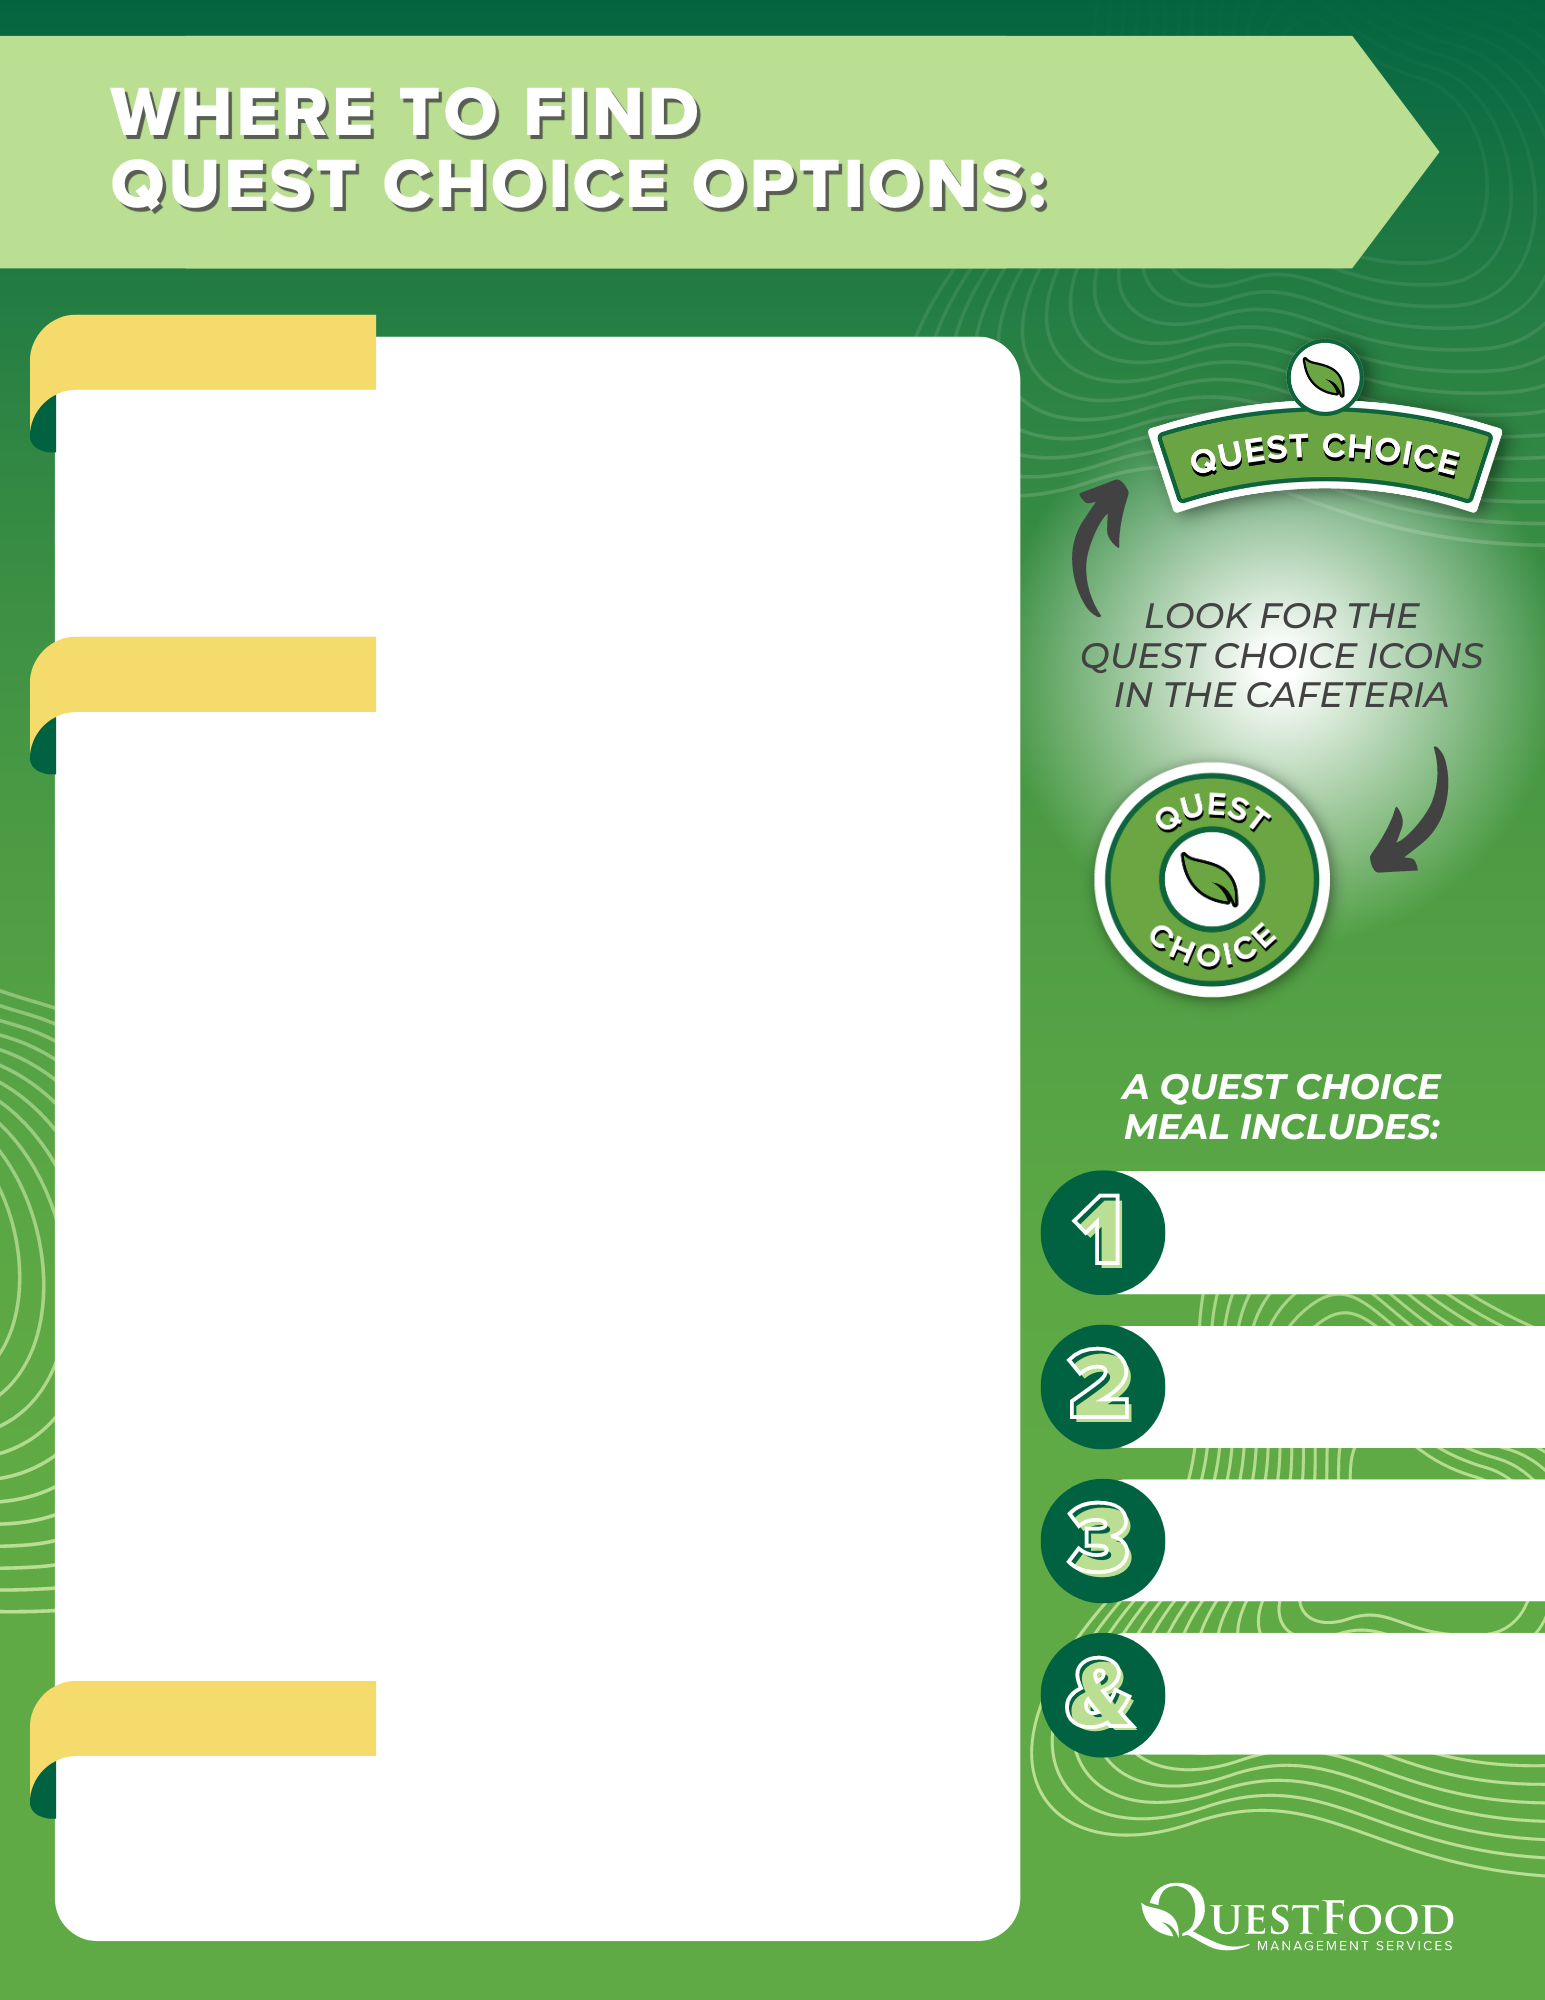 WHERE TO FIND
QUEST CHOICE OPTIONS:
QUEST CHOICE
LOOK FOR THE
QUEST CHOICE ICONS
IN THE CAFETERIA
QUEST
CHOICE
A QUEST CHOICE
MEAL INCLUDES:
1
2
3
&
QUESTFOOD
MANAGEMENT SERVICES